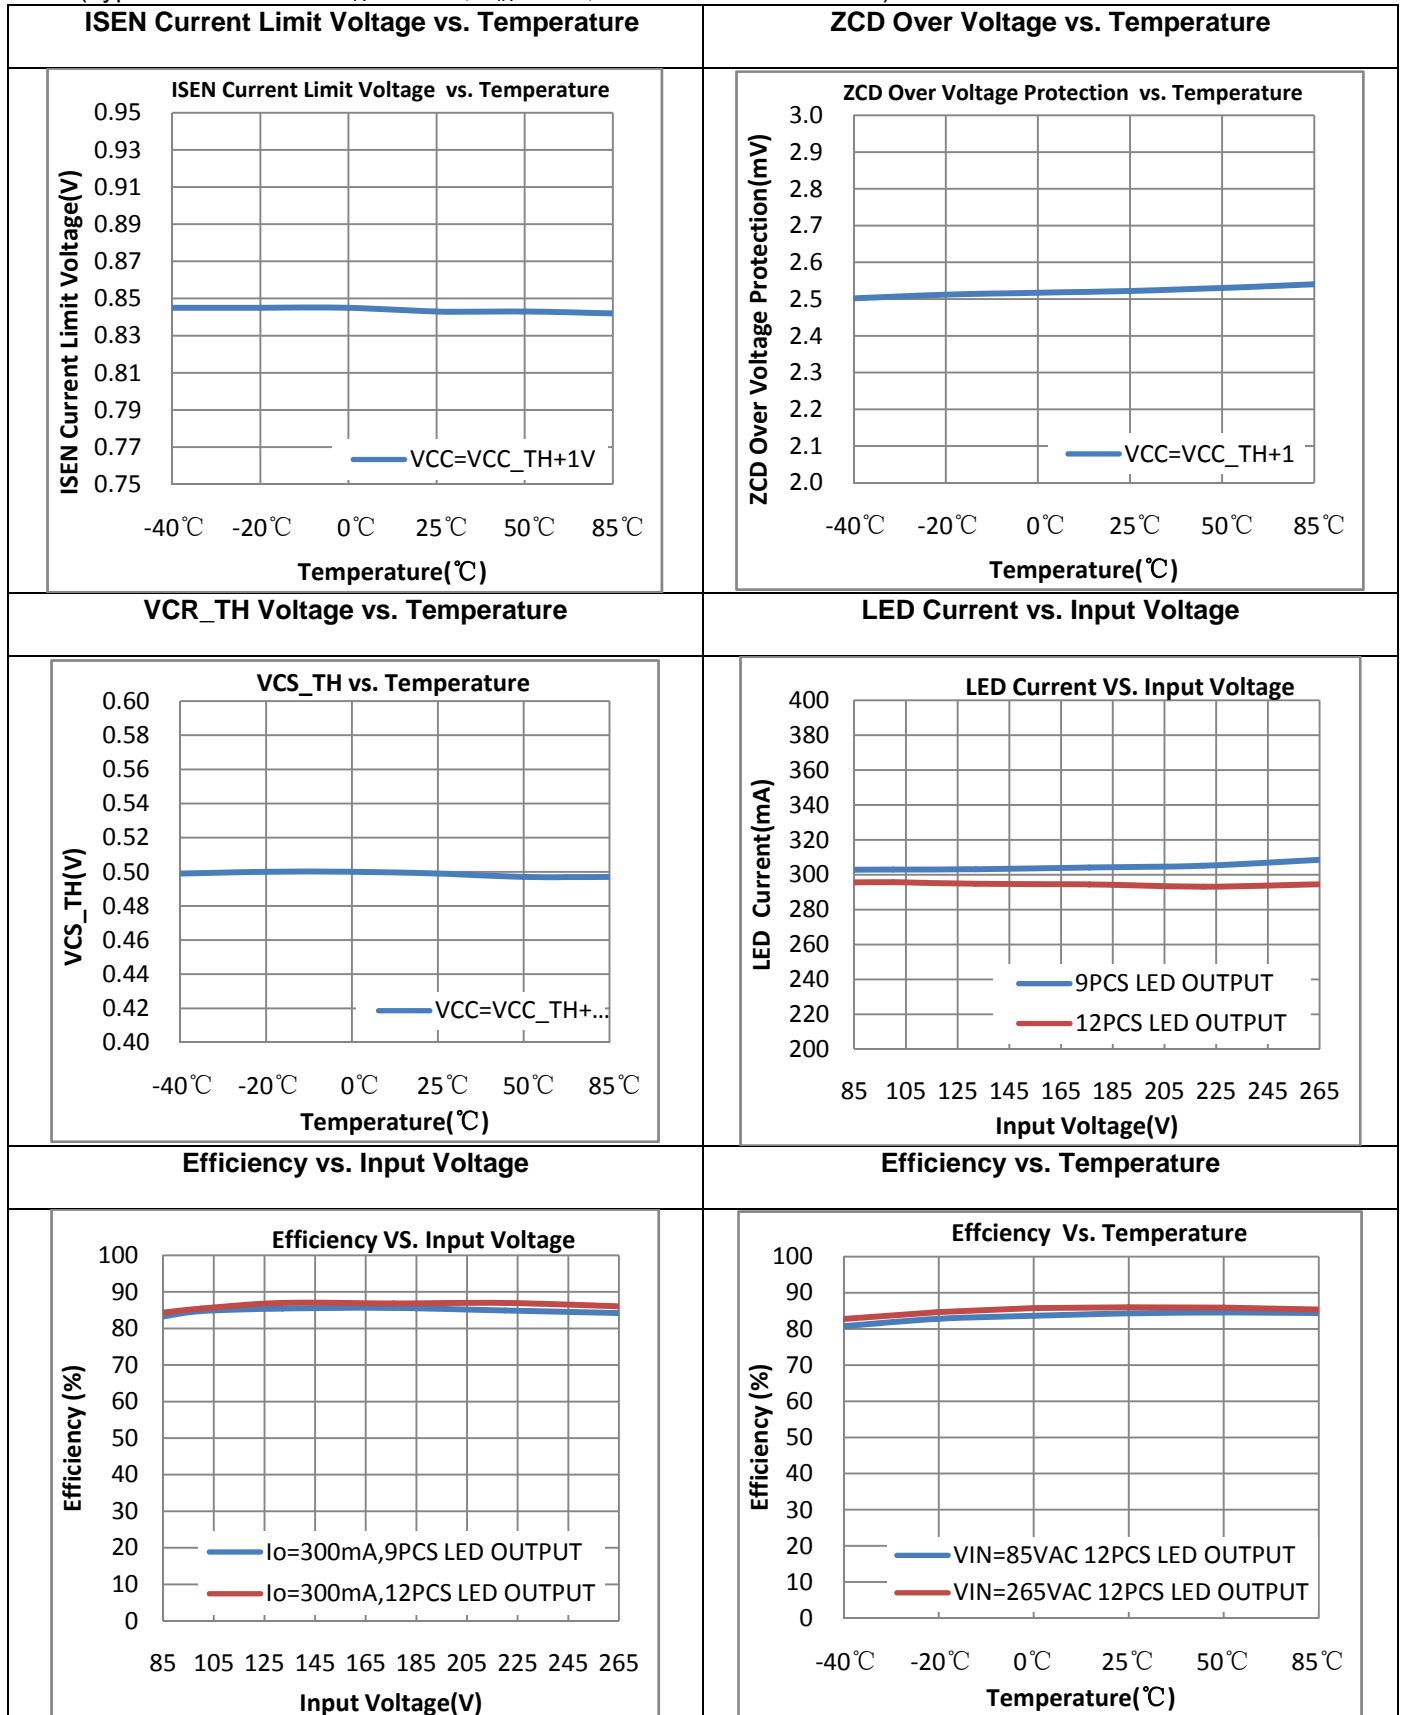 ISEN Current Limit Voltage vs. Temperature
ZCD Over Voltage vs. Temperature
ISEN Current Limit Voltage vs. Temperature
0.95
0.93
0.91
0.89
0.87
0.85
0.83
0.81
0.79
0.77
0.75
ISEN Current Limit Voltage(V)
VCC=VCC_TH+1V
-40℃ -20℃ 0℃ 25℃ 50℃ 85℃
Temperature(℃)
ZCD Over Voltage Protection vs. Temperature
3.0
2.9
2.8
2.7
2.6
2.5
2.4
2.3
2.2
2.1
2.0
ZCD Over Voltage Protection(mV)
VCC=VCC_TH+1
-40℃ -20℃ 0℃ 25℃ 50℃ 85℃
Temperature(℃)
VCR_TH Voltage vs. Temperature
LED Current vs. Input Voltage
VCS_TH vs. Temperature
0.60
0.58
0.56
0.54
0.52
0.50
0.48
0.46
0.44
0.42
0.40
VCS_TH(V)
VCC=VCC_TH+...
-40℃ -20℃ 0℃ 25℃ 50℃ 85℃
Temperature(℃)
LED Current VS. Input Voltage
400
380
360
340
320
300
280
260
240
220
200
LED Current(mA)
9PCS LED OUTPUT
12PCS LED OUTPUT
85 105 125 145 165 185 205 225 245 265
Input Voltage(V)
Efficiency vs. Input Voltage
Efficiency vs. Temperature
Efficiency VS. Input Voltage
100
90
80
70
60
50
40
30
20
10
0
Efficiency (%)
Io=300mA,9PCS LED OUTPUT
Io=300mA,12PCS LED OUTPUT
85 105 125 145 165 185 205 225 245 265
Input Voltage(V)
Effciency Vs. Temperature
100
90
80
70
60
50
40
30
20
10
0
Efficiency (%)
VIN=85VAC 12PCS LED OUTPUT
VIN=265VAC 12PCS LED OUTPUT
-40℃ -20℃ 0℃ 25℃ 50℃ 85℃
Temperature(℃)